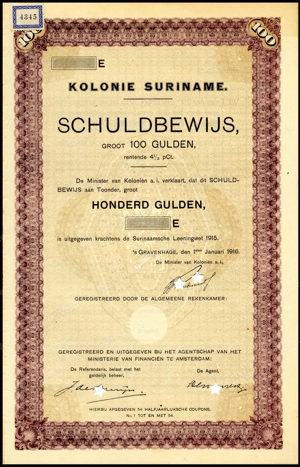 4345
100
100
E
KOLONIE SURINAME.
SCHULDBEWIJS,
GROOT 100 GULDEN,
rentende 4½ pCt.
De Minister van Koloniën a. i. verklaart, dat dit SCHULD-
BEWIJS aan Toonder, groot
HONDERD GULDEN,
E
is uitgegeven krachtens de Surinaamsche Leeningwet 1915.
'S GRAVENHAGE, den 1sten Januari 1916.
De Minister van Koloniën a. i.
GEREGISTREERD DOOR DE ALGEMEENE REKENKAMER:
GEREGISTREERD EN UITGEGEVEN BIJ HET AGENTSCHAP VAN HET
MINISTERIE VAN FINANCIËN TE AMSTERDAM:
De Referendaris, belast met het
geldelijk beheer,
De Agent,
HIERBIJ AFGEGEVEN 54 HALFJAARLIJKSCHE COUPONS,
No. 1 TOT EN MET 54.